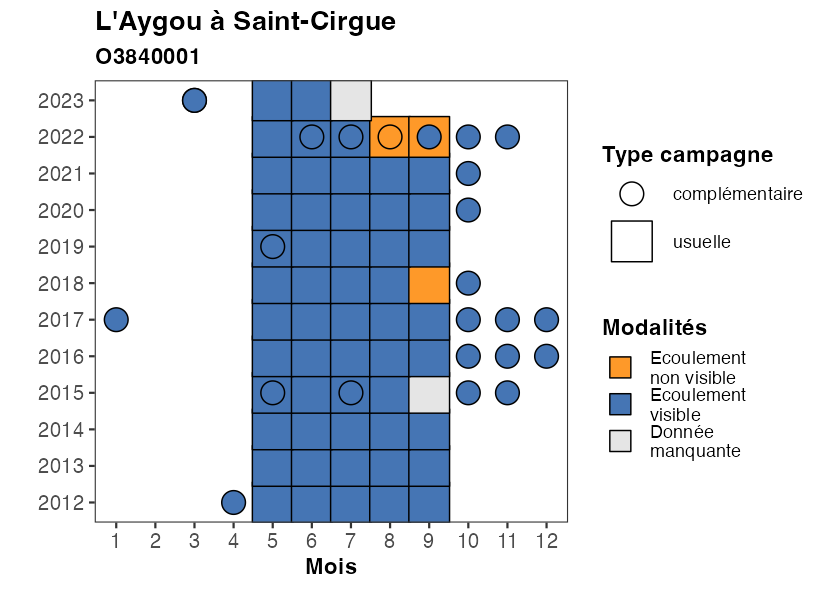 L'Aygou à Saint-Cirgue
O3840001
2023
2022
2021
2020
2019
2018
2017
2016
2015
2014
2013
2012
1 2 3 4 5 6 7 8 9 10 11 12
Mois
Type campagne
complémentaire
usuelle
Modalités
Ecoulement
non visible
Ecoulement
visible
Donnée
manquante